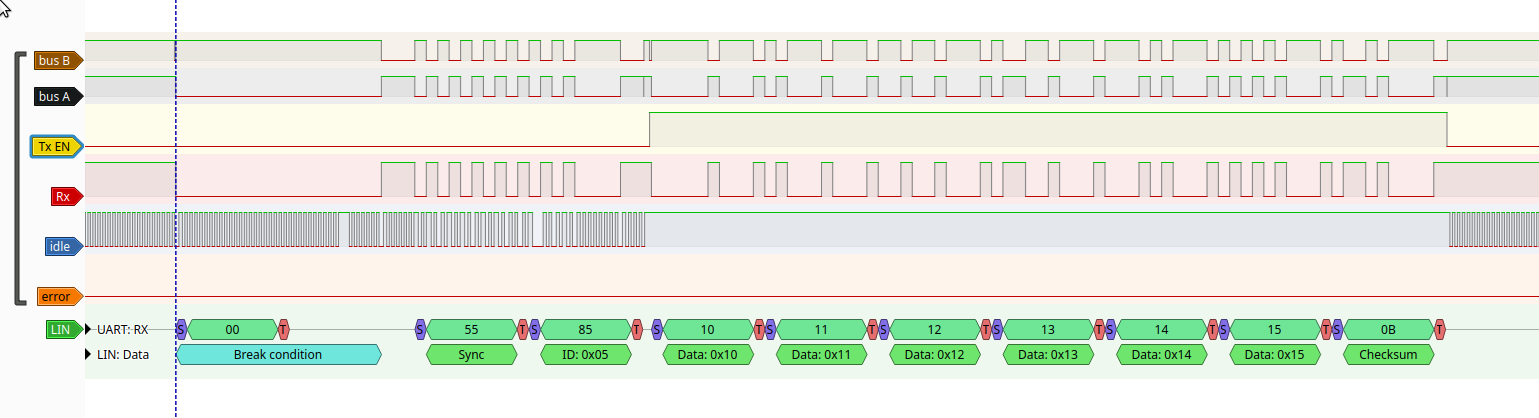 bus B
bus A
Tx EN
Rx
idle
error
LIN UART: RX S 00 T S 55 T S 85 T S 10 T S 11 T S 12 T S 13 T S 14 T S 15 T S 0B T
LIN: Data Break condition Sync ID: 0x05 Data: 0x10 Data: 0x11 Data: 0x12 Data: 0x13 Data: 0x14 Data: 0x15 Checksum